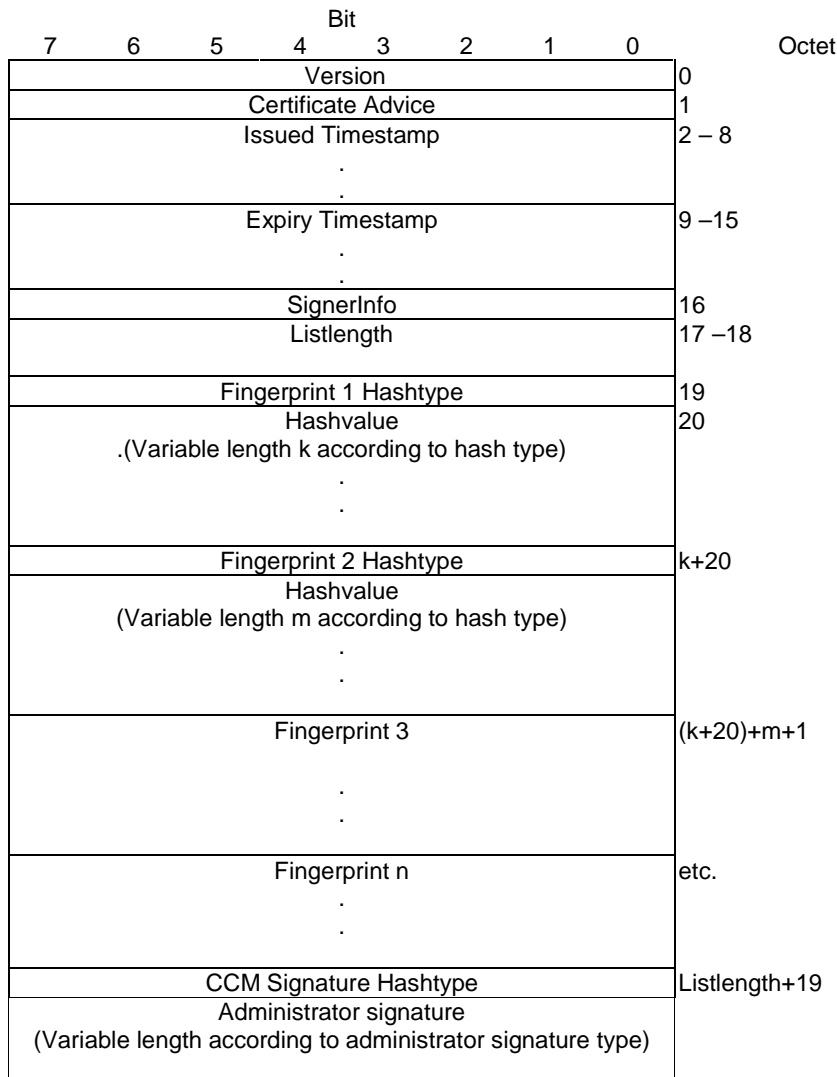 Bit
7 6 5 4 3 2 1 0 Octet
Version 0
Certificate Advice 1
Issued Timestamp 2 – 8
.
.
Expiry Timestamp 9 –15
.
.
SignerInfo 16
Listlength 17 –18
Fingerprint 1 Hashtype 19
Hashvalue 20
.(Variable length k according to hash type)
.
.
Fingerprint 2 Hashtype k+20
Hashvalue
(Variable length m according to hash type)
.
.
Fingerprint 3 (k+20)+m+1
.
.
Fingerprint n etc.
.
.
CCM Signature Hashtype Listlength+19
Administrator signature
(Variable length according to administrator signature type)